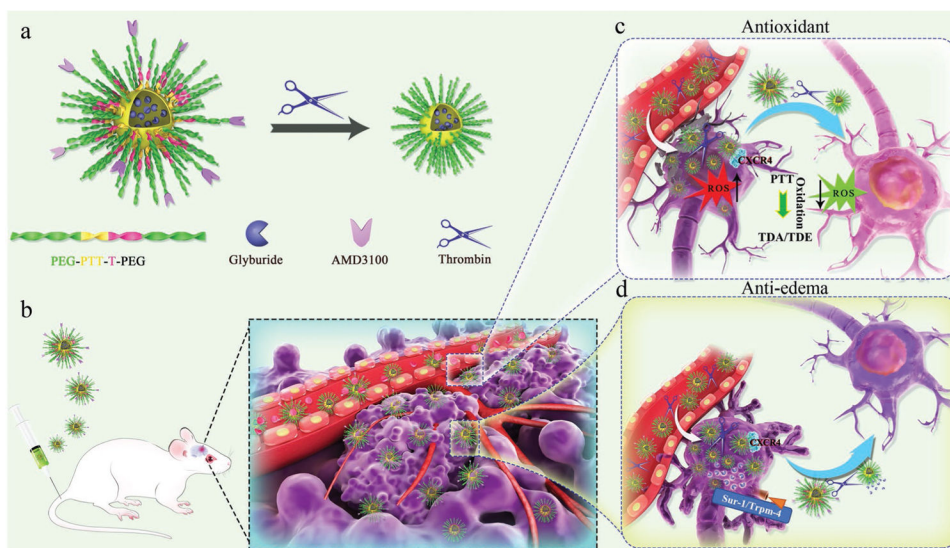 a
PEG-PTT-T-PEG
Glyburide
AMD3100
Thrombin
b
c
Antioxidant
CXCR4
ROS
PTT
Oxidation
TDA/TDE
ROS
d
Anti-edema
CXCR4
Sur-1/Trpm-4